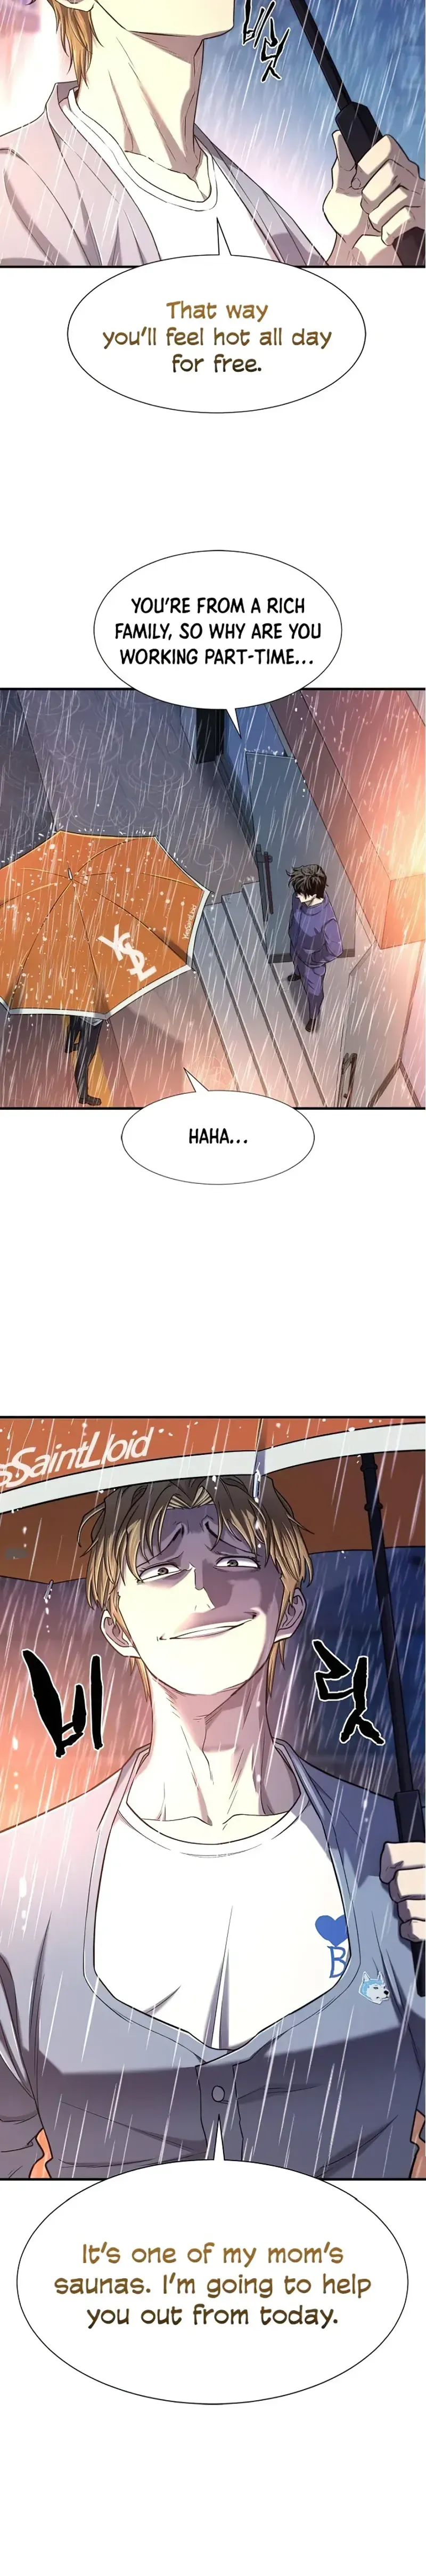 That way
you'll feel hot all day
for free.
YOU'RE FROM A RICH
FAMILY, SO WHY ARE YOU
WORKING PART-TIME...
YSL
HAHA...
sSaintLloid
비
릿
B
It's one of my mom's
saunas. I'm going to help
you out from today.